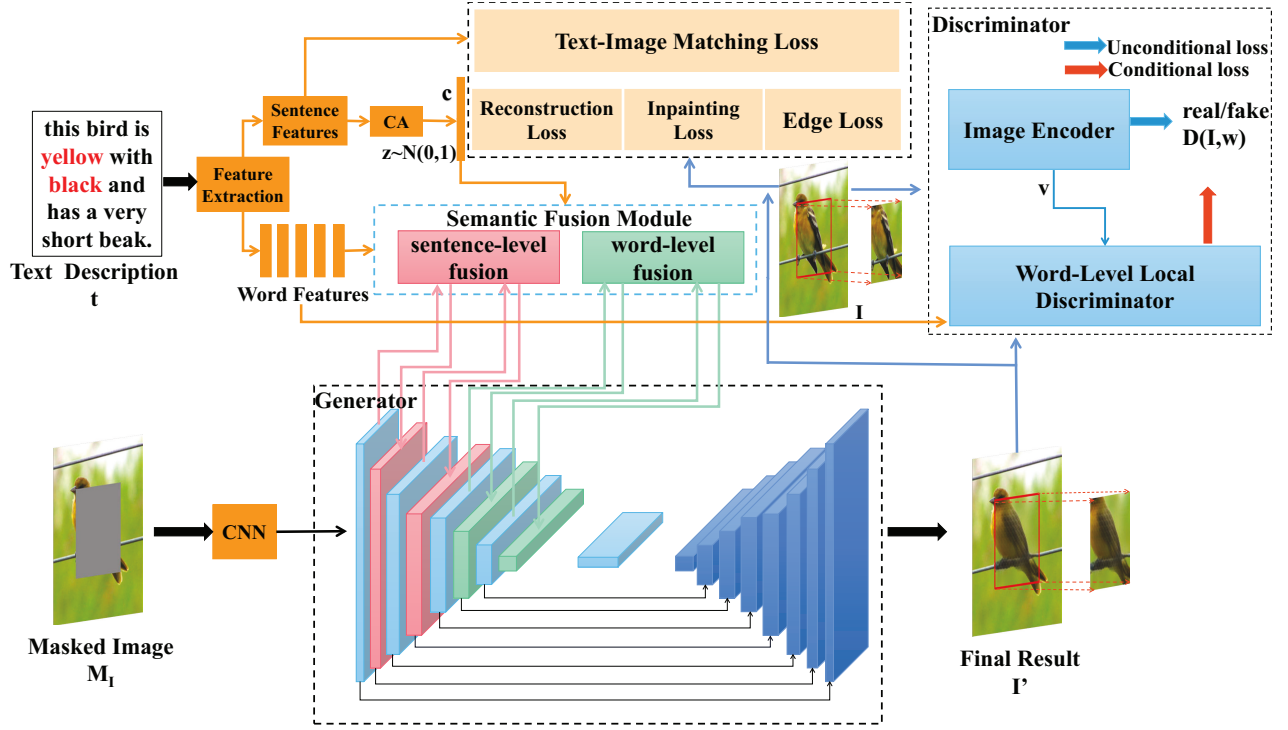 this bird is
yellow with
black and
has a very
short beak.
Text Description
t
Feature
Extraction
Sentence
Features
CA
c
z~N(0,1)
Word Features
Text-Image Matching Loss
Reconstruction
Loss
Inpainting
Loss
Edge Loss
Semantic Fusion Module
sentence-level
fusion
word-level
fusion
I
Discriminator
Unconditional loss
Conditional loss
Image Encoder
real/fake
D(I,w)
v
Word-Level Local
Discriminator
Generator
CNN
Masked Image
M_I
Final Result
I’